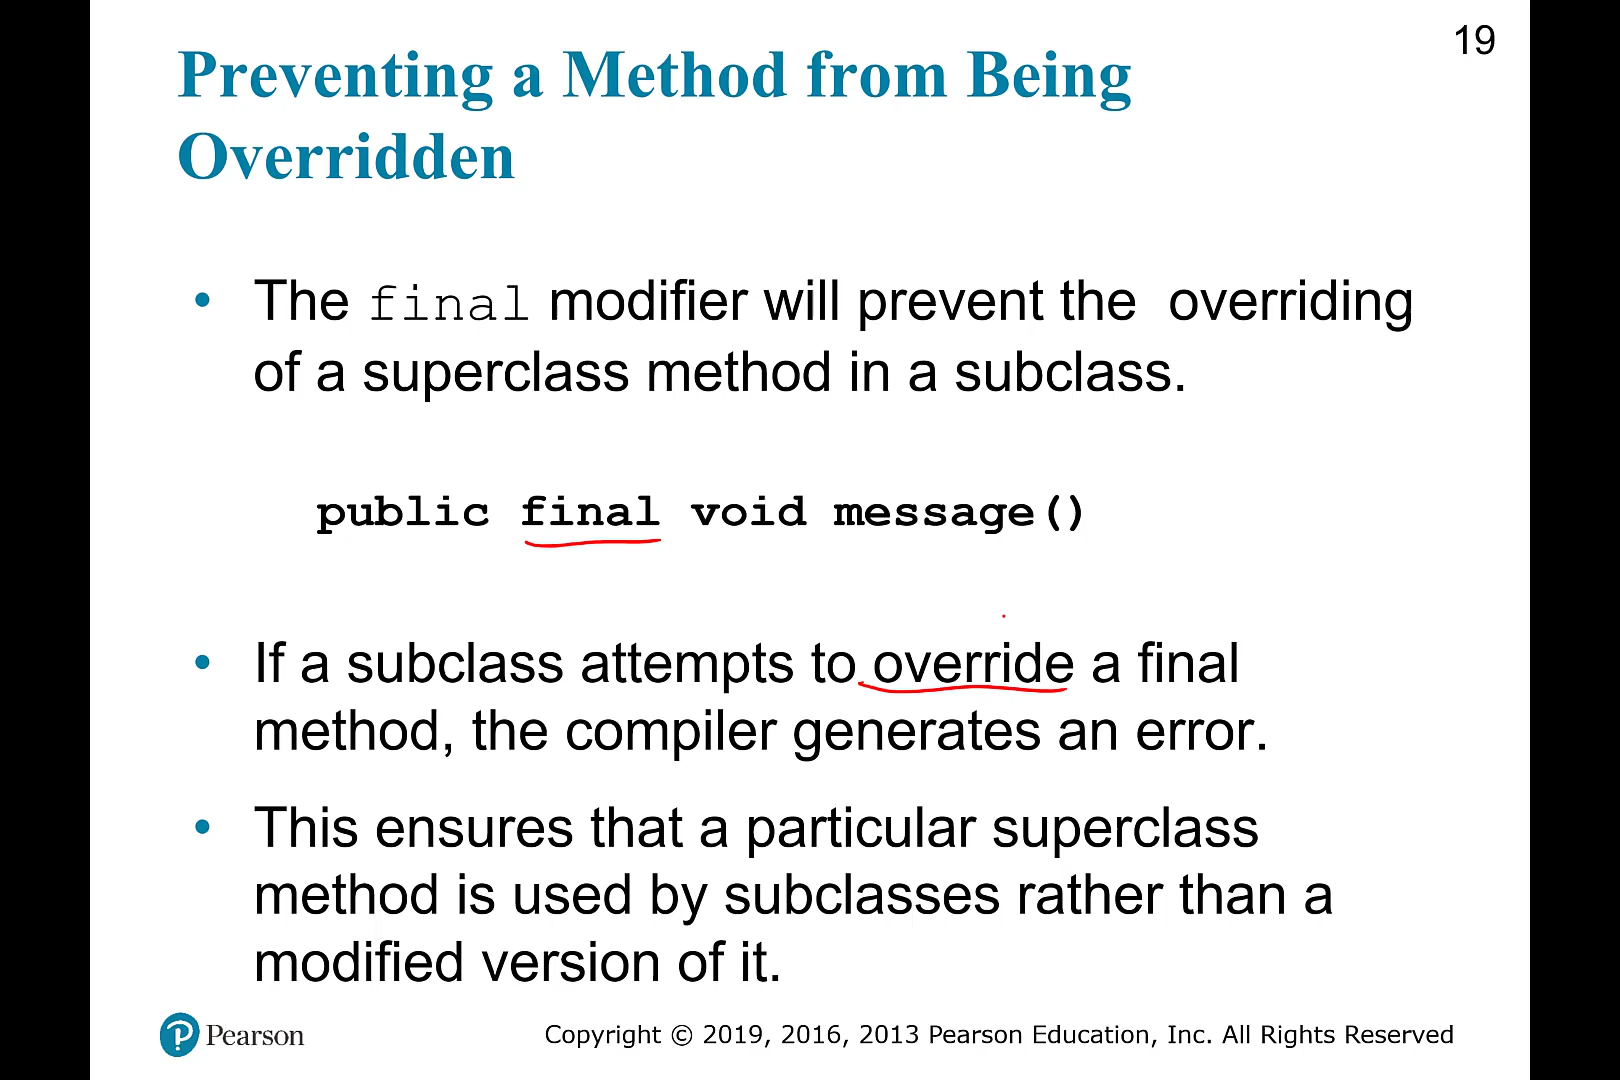 19
Preventing a Method from Being
Overridden
• The final modifier will prevent the overriding
of a superclass method in a subclass.
public final void message()
• If a subclass attempts to override a final
method, the compiler generates an error.
• This ensures that a particular superclass
method is used by subclasses rather than a
modified version of it.
P Pearson
Copyright © 2019, 2016, 2013 Pearson Education, Inc. All Rights Reserved